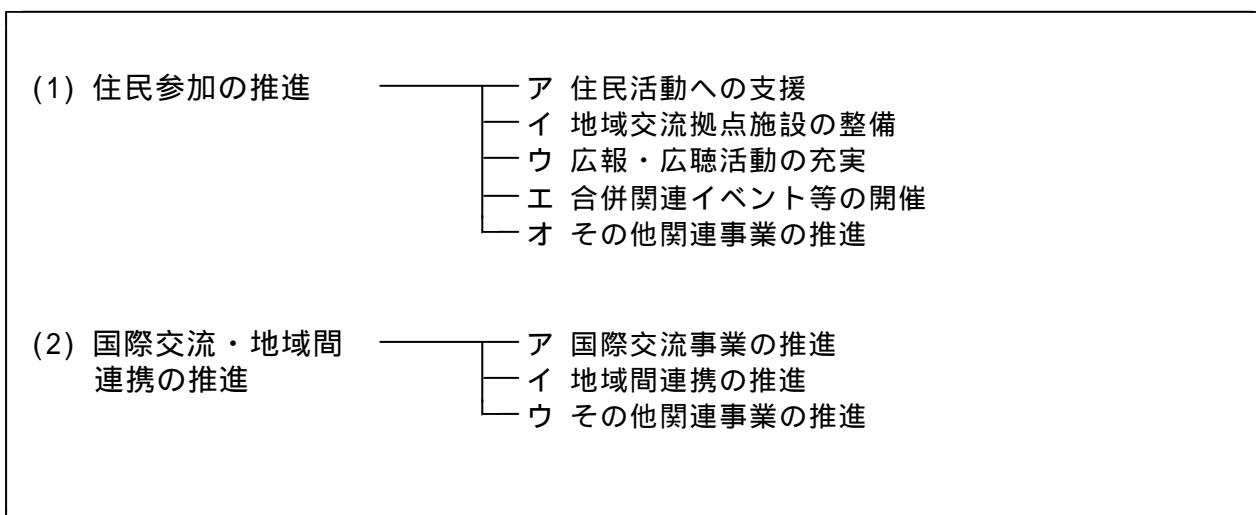 (1) 住民参加の推進
ア 住民活動への支援
イ 地域交流拠点施設の整備
ウ 広報・広聴活動の充実
エ 合併関連イベント等の開催
オ その他関連事業の推進
(2) 国際交流・地域間
連携の推進
ア 国際交流事業の推進
イ 地域間連携の推進
ウ その他関連事業の推進